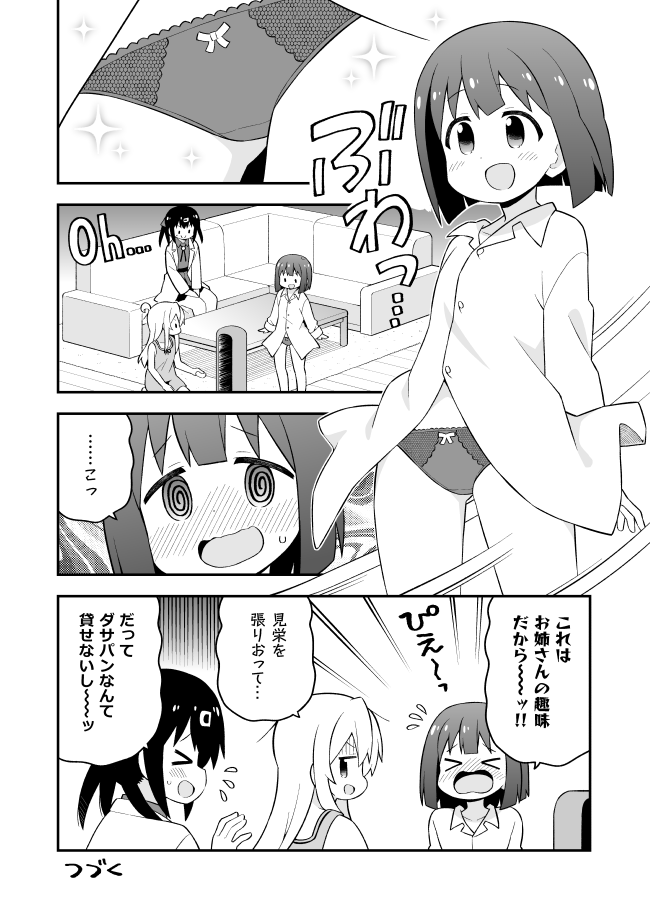 ぶわっ…
Oh…
……こっ
これは
お姉さんの趣味
だから〜〜ッ!!
ぴえ〜っ
見栄を
張りおって…
だって
ダサパンなんて
貸せないし〜〜ッ
つづく